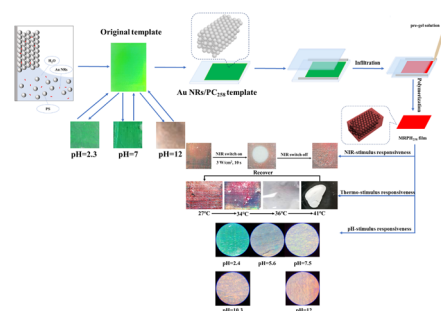 Original template
pre-gel solution
H₂O
Au NRs
PS
Au NRs/PC₂₅₀ template
Infiltration
Polymerization
pH=2.3
pH=7
pH=12
NIR switch on
3 W/cm², 10 s
NIR switch off
NIR-stimulus responsiveness
Recover
Thermo-stimulus responsiveness
27℃
34℃
36℃
41℃
pH-stimulus responsiveness
pH=2.4
pH=5.6
pH=7.5
pH=10.3
pH=12